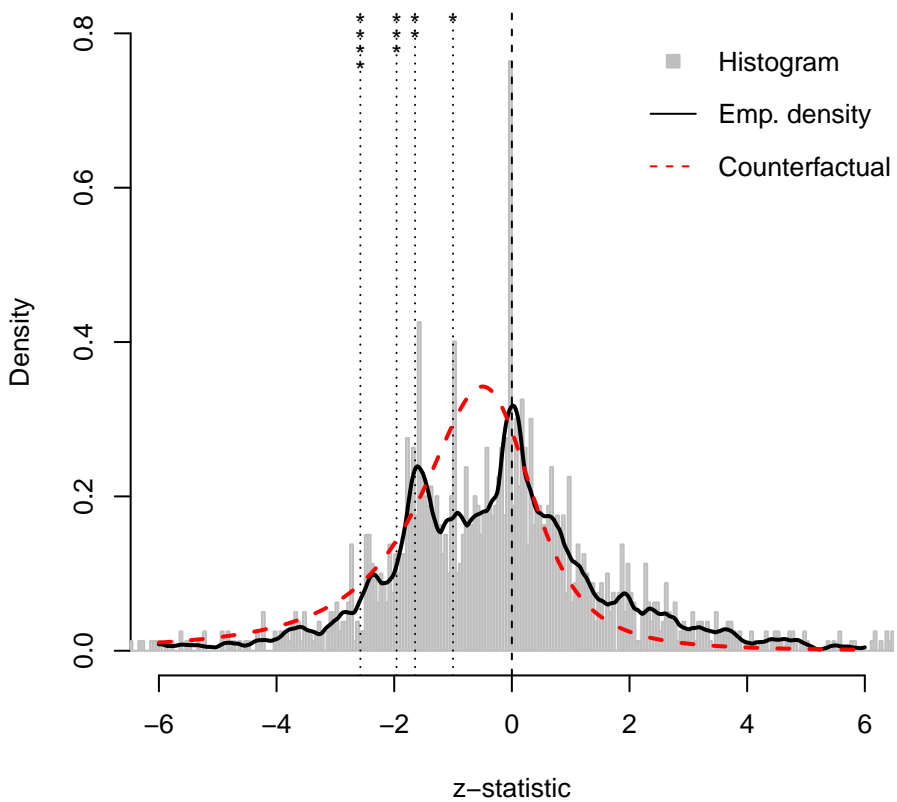 * * * *
* * *
* *
*
Histogram
Emp. density
Counterfactual
Density
0.0
0.2
0.4
0.6
0.8
−6 −4 −2 0 2 4 6
z−statistic